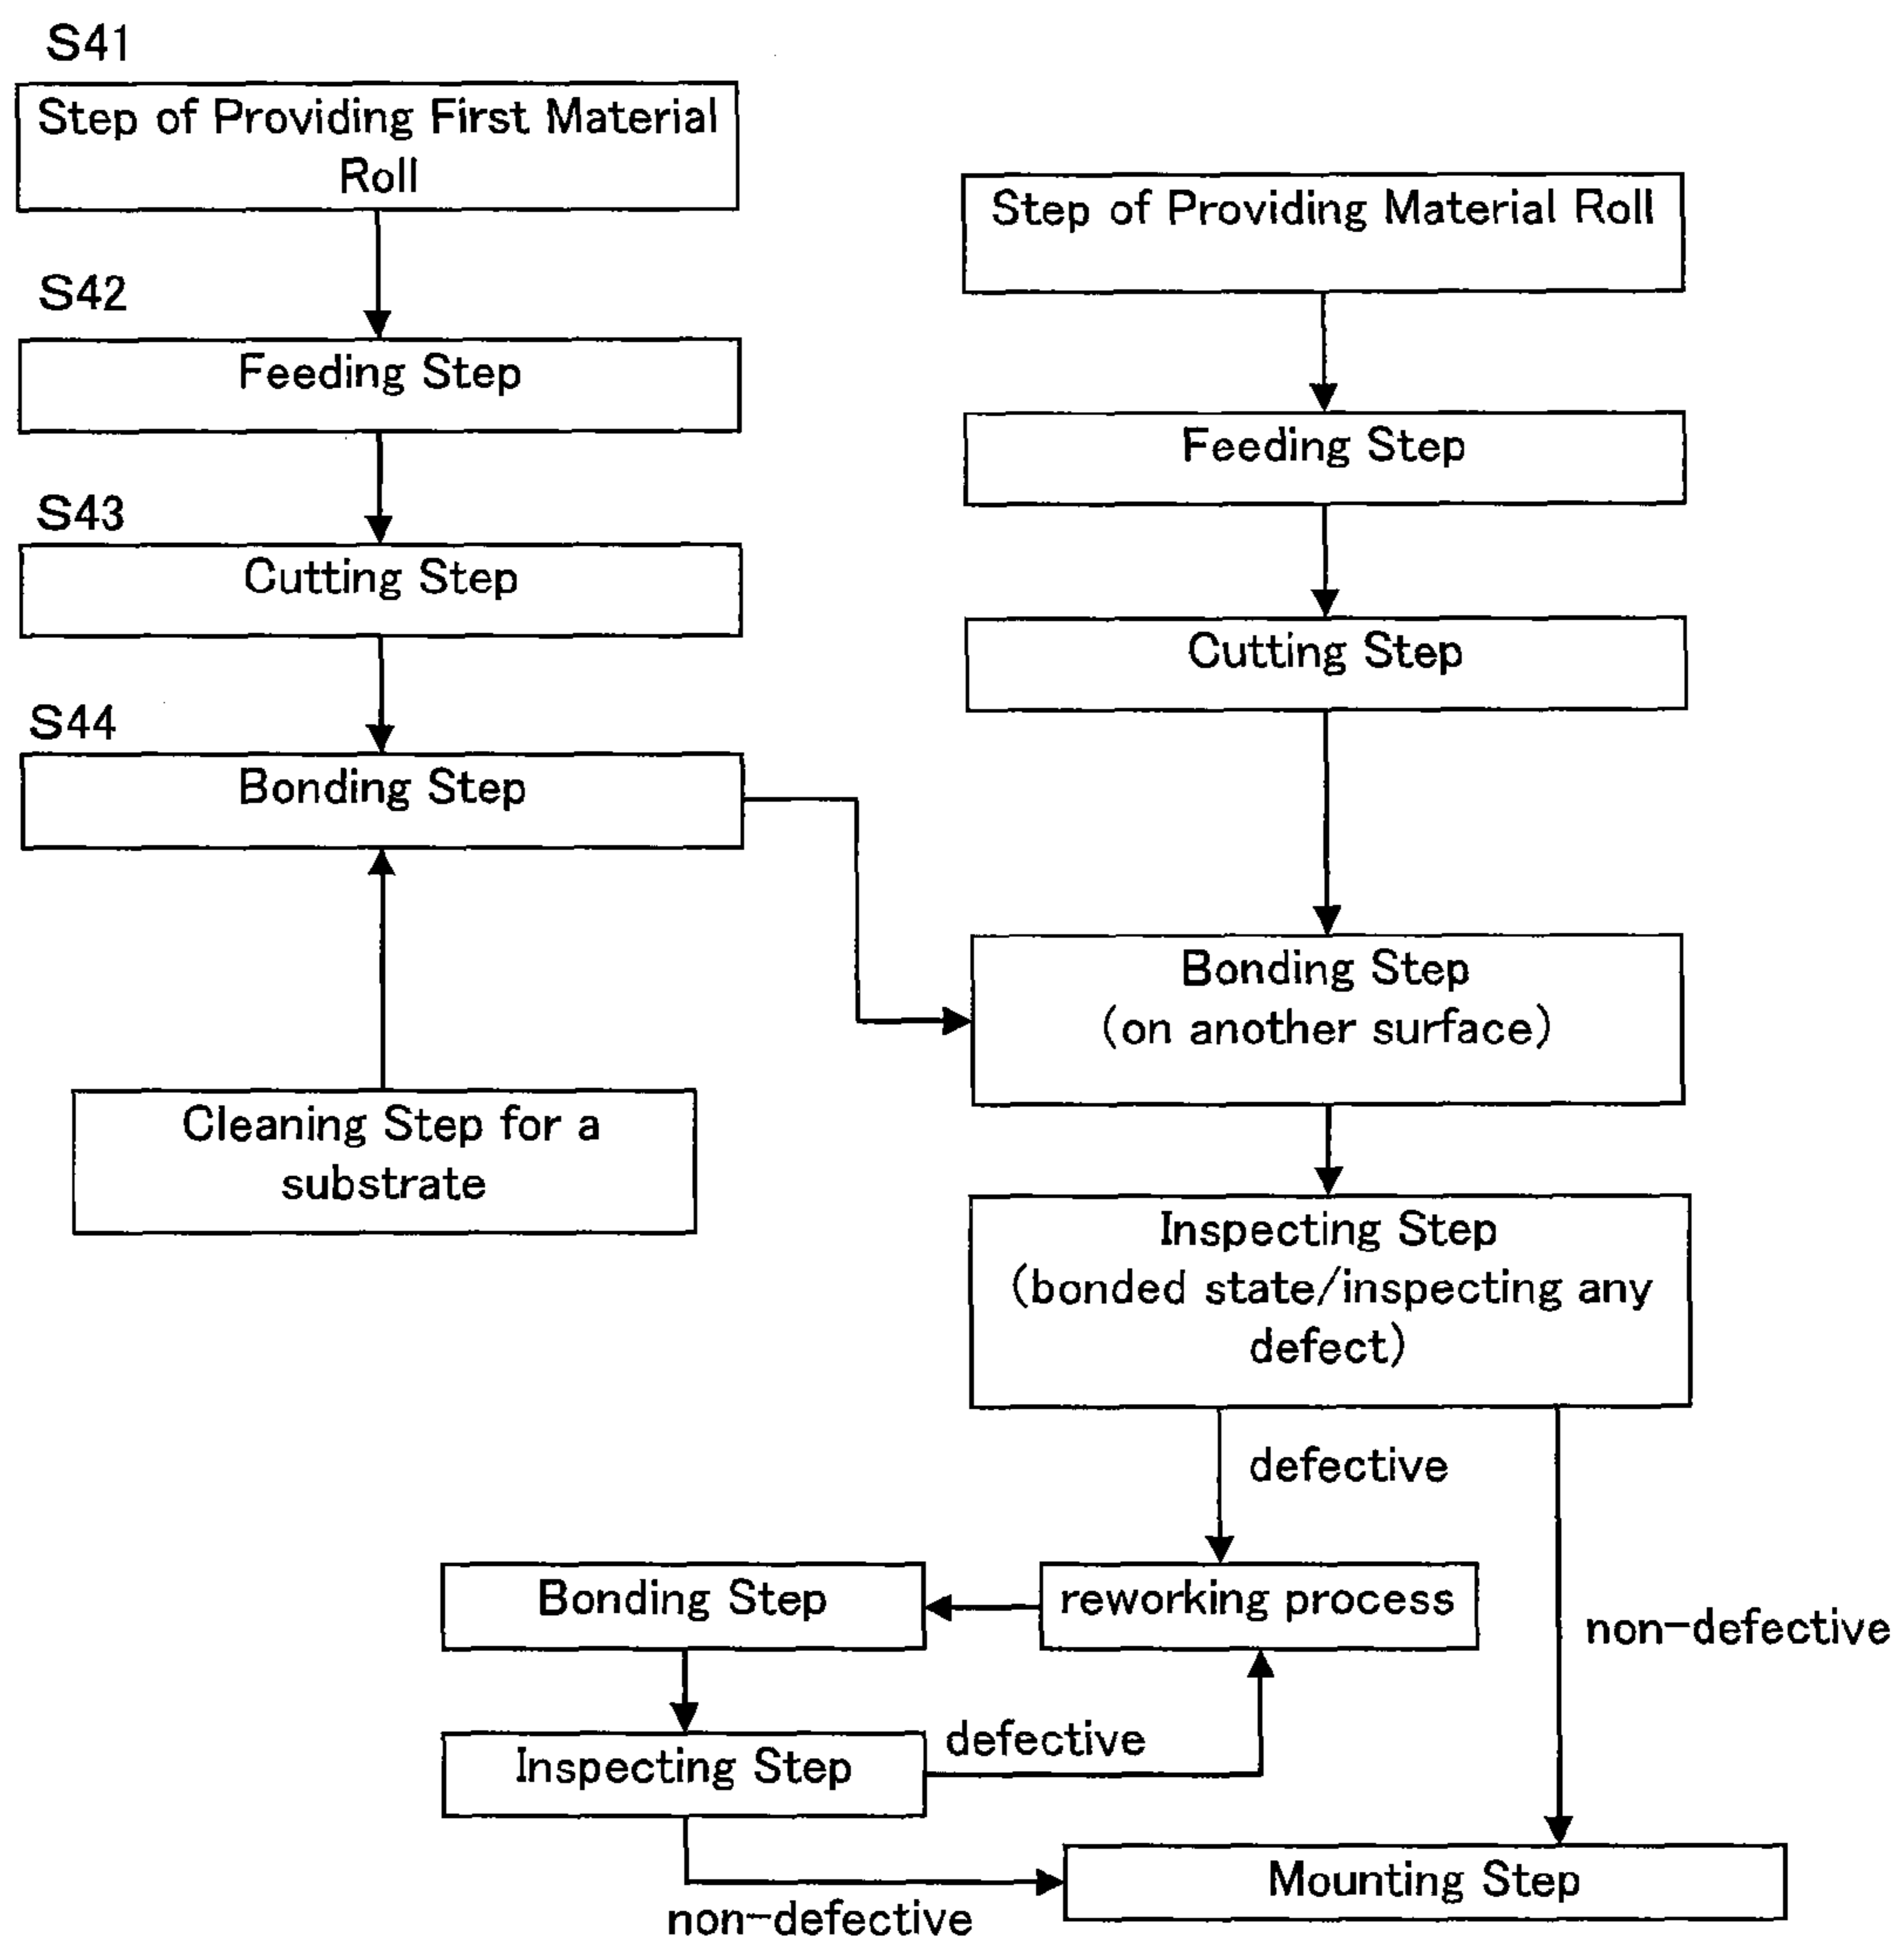 S41
Step of Providing First Material
Roll
S42
Feeding Step
S43
Cutting Step
S44
Bonding Step
Cleaning Step for a
substrate
Step of Providing Material Roll
Feeding Step
Cutting Step
Bonding Step
(on another surface)
Inspecting Step
(bonded state/inspecting any
defect)
defective
non-defective
reworking process
Bonding Step
Inspecting Step
defective
non-defective
Mounting Step